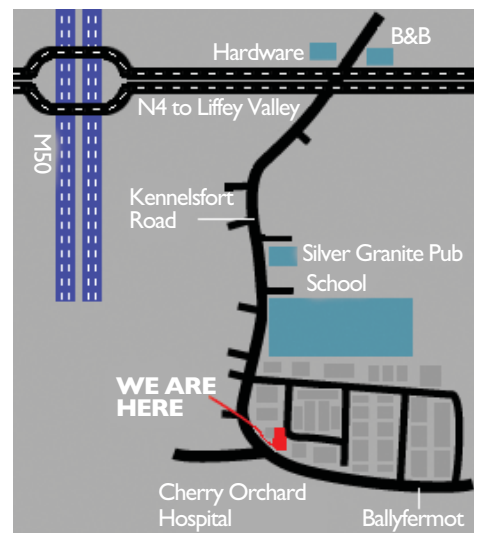 B&B
Hardware
N4 to Liffey Valley
M50
Kennelsfort
Road
Silver Granite Pub
School
WE ARE
HERE
Cherry Orchard
Hospital
Ballyfermot